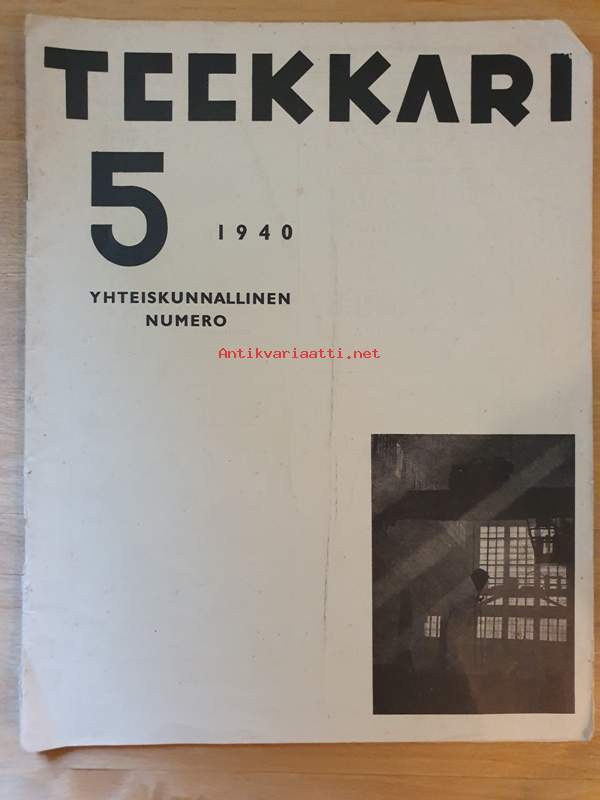 TEEKKARI
5
1940
YHTEISKUNNALLINEN
NUMERO
Antikvariaatti.net